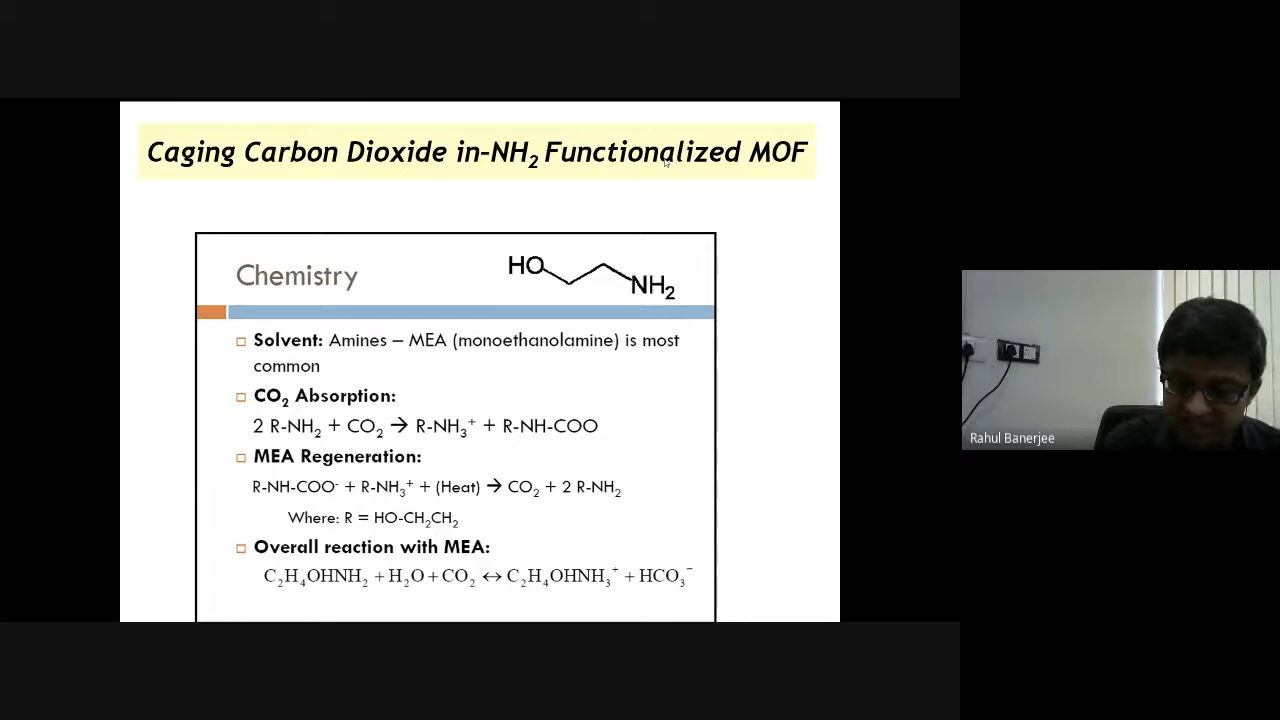 Caging Carbon Dioxide in-NH₂ Functionalized MOF
Chemistry
HO
NH₂
Solvent: Amines – MEA (monoethanolamine) is most
common
CO₂ Absorption:
2 R-NH₂ + CO₂ → R-NH₃⁺ + R-NH-COO
MEA Regeneration:
R-NH-COO⁻ + R-NH₃⁺ + (Heat) → CO₂ + 2 R-NH₂
Where: R = HO-CH₂CH₂
Overall reaction with MEA:
C₂H₄OHNH₂ + H₂O + CO₂ ↔ C₂H₄OHNH₃⁺ + HCO₃⁻
Rahul Banerjee